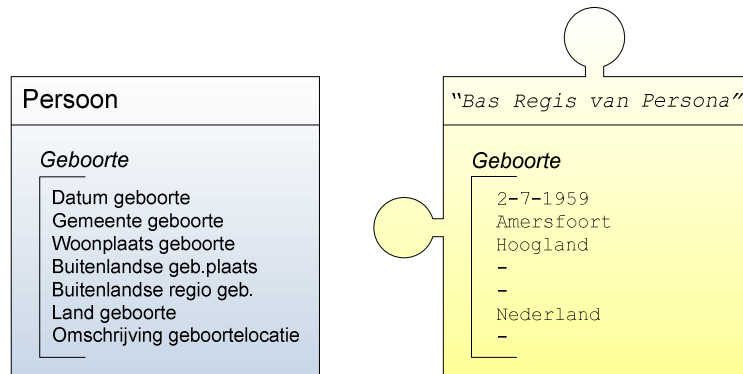 Persoon
Geboorte
Datum geboorte
Gemeente geboorte
Woonplaats geboorte
Buitenlandse geb.plaats
Buitenlandse regio geb.
Land geboorte
Omschrijving geboortelocatie
“Bas Regis van Persona”
Geboorte
2-7-1959
Amersfoort
Hoogland
-
-
Nederland
-